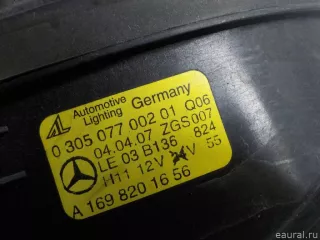 AL Automotive Lighting Germany
0 305 077 002 01 Q06
04.04.07 ZGS 007
LE 03 B136 824
H11 12V V 55
A 169 820 16 56
eaural.ru